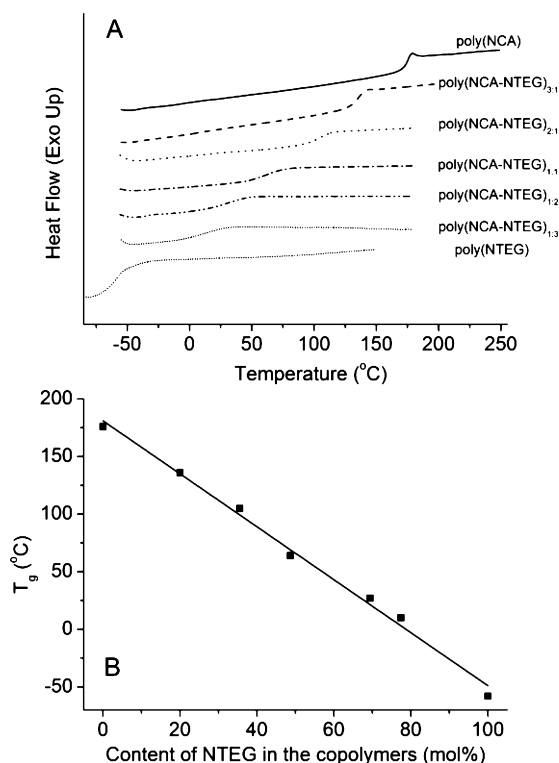 A
Heat Flow (Exo Up)
poly(NCA)
poly(NCA-NTEG)3:1
poly(NCA-NTEG)2:1
poly(NCA-NTEG)1:1
poly(NCA-NTEG)1:2
poly(NCA-NTEG)1:3
poly(NTEG)
-50 0 50 100 150 200 250
Temperature (°C)
200
150
100
50
0
-50
Tg (°C)
B
0 20 40 60 80 100
Content of NTEG in the copolymers (mol%)